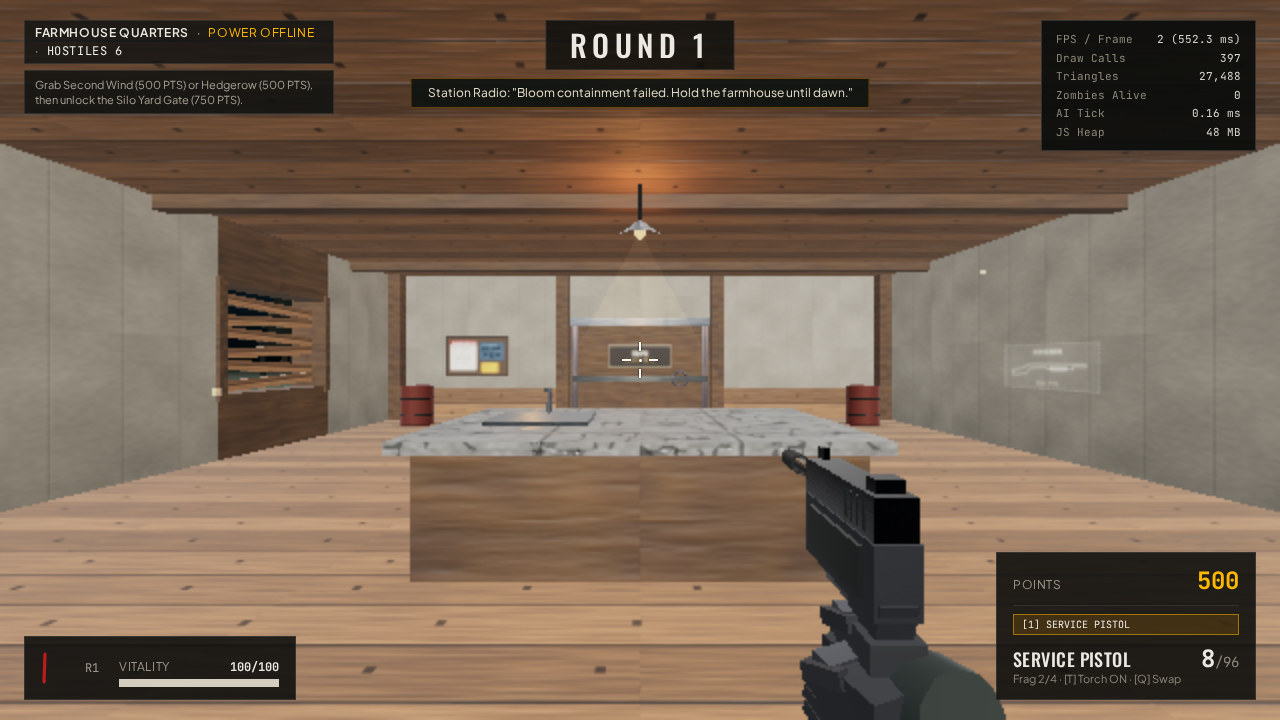 FARMHOUSE QUARTERS · POWER OFFLINE
· HOSTILES 6
Grab Second Wind (500 PTS) or Hedgerow (500 PTS),
then unlock the Silo Yard Gate (750 PTS).
ROUND 1
Station Radio: "Bloom containment failed. Hold the farmhouse until dawn."
FPS / Frame 2 (552.3 ms)
Draw Calls 397
Triangles 27,488
Zombies Alive 0
AI Tick 0.16 ms
JS Heap 48 MB
R1 VITALITY 100/100
POINTS 500
[1] SERVICE PISTOL
SERVICE PISTOL 8/96
Frag 2/4 · [T] Torch ON · [Q] Swap